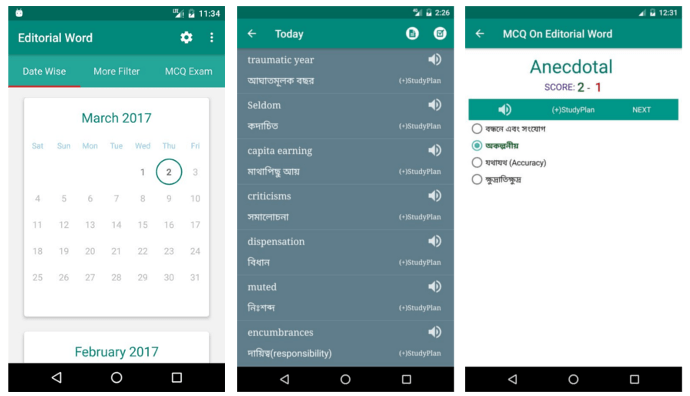 11:34
Editorial Word
Date Wise More Filter MCQ Exam
March 2017
Sat Sun Mon Tue Wed Thu Fri
1 2 3
4 5 6 7 8 9 10
11 12 13 14 15 16 17
18 19 20 21 22 23 24
25 26 27 28 29 30 31
February 2017
2:26
Today
traumatic year
আঘাতমূলক বছর (+)StudyPlan
Seldom
কদাচিত (+)StudyPlan
capita earning
মাথাপিছু আয় (+)StudyPlan
criticisms
সমালোচনা (+)StudyPlan
dispensation
বিধান (+)StudyPlan
muted
নিঃশব্দ (+)StudyPlan
encumbrances
দায়িত্ব(responsibility) (+)StudyPlan
12:31
MCQ On Editorial Word
Anecdotal
SCORE: 2 - 1
(+)StudyPlan NEXT
বন্ধনে এবং সংযোগ
অকল্পনীয়
যথাযথ (Accuracy)
ক্ষুদ্রাতিক্ষুদ্র